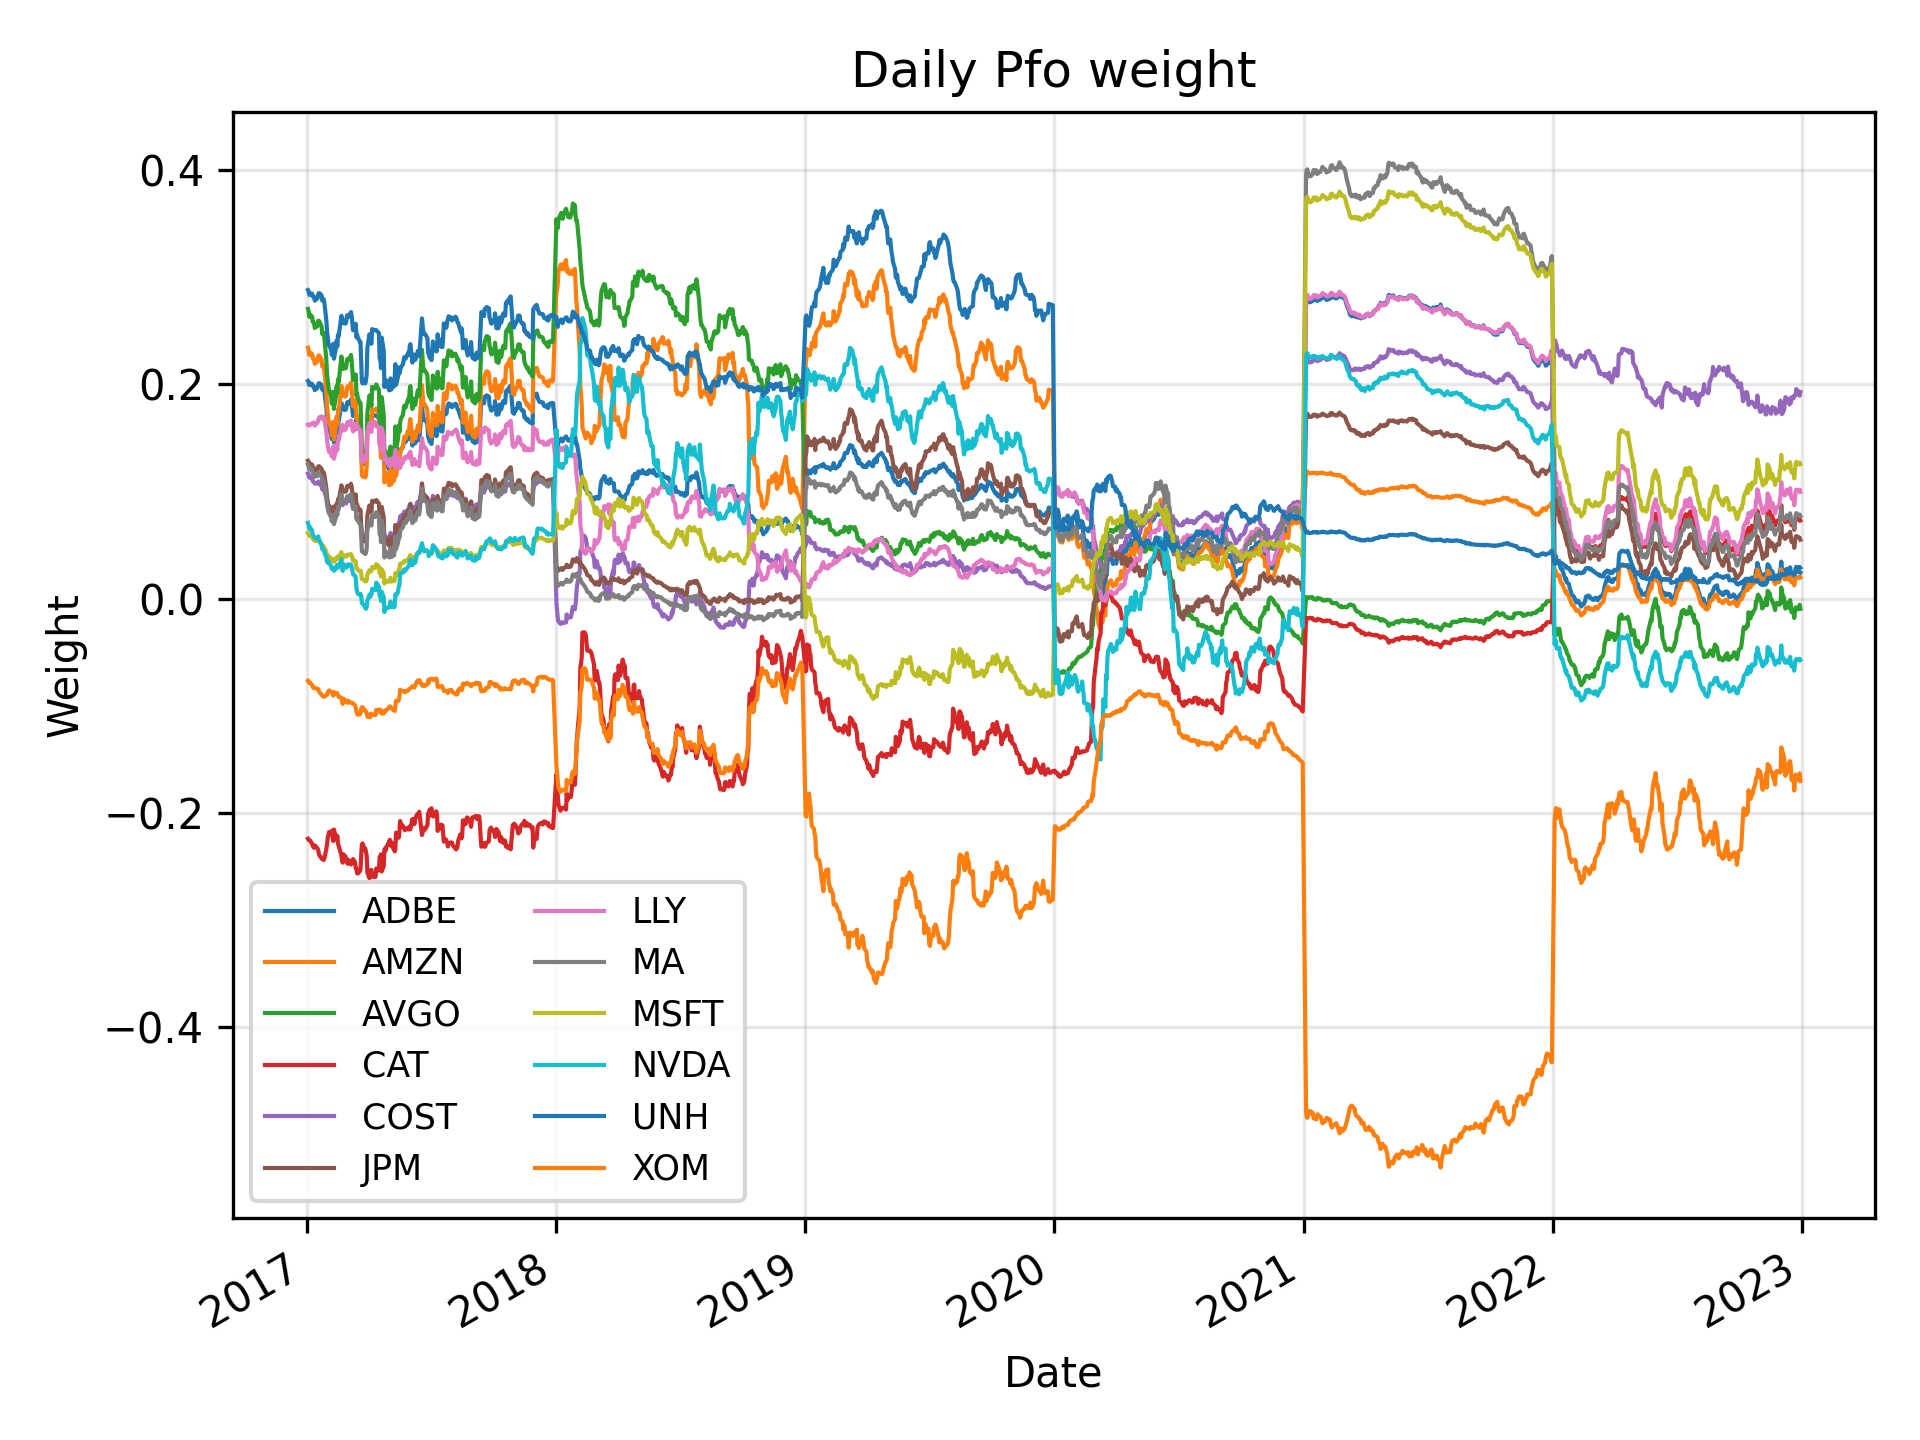 Daily Pfo weight
0.4
0.2
0.0
−0.2
−0.4
Weight
ADBE
AMZN
AVGO
CAT
COST
JPM
LLY
MA
MSFT
NVDA
UNH
XOM
2017
2018
2019
2020
2021
2022
2023
Date